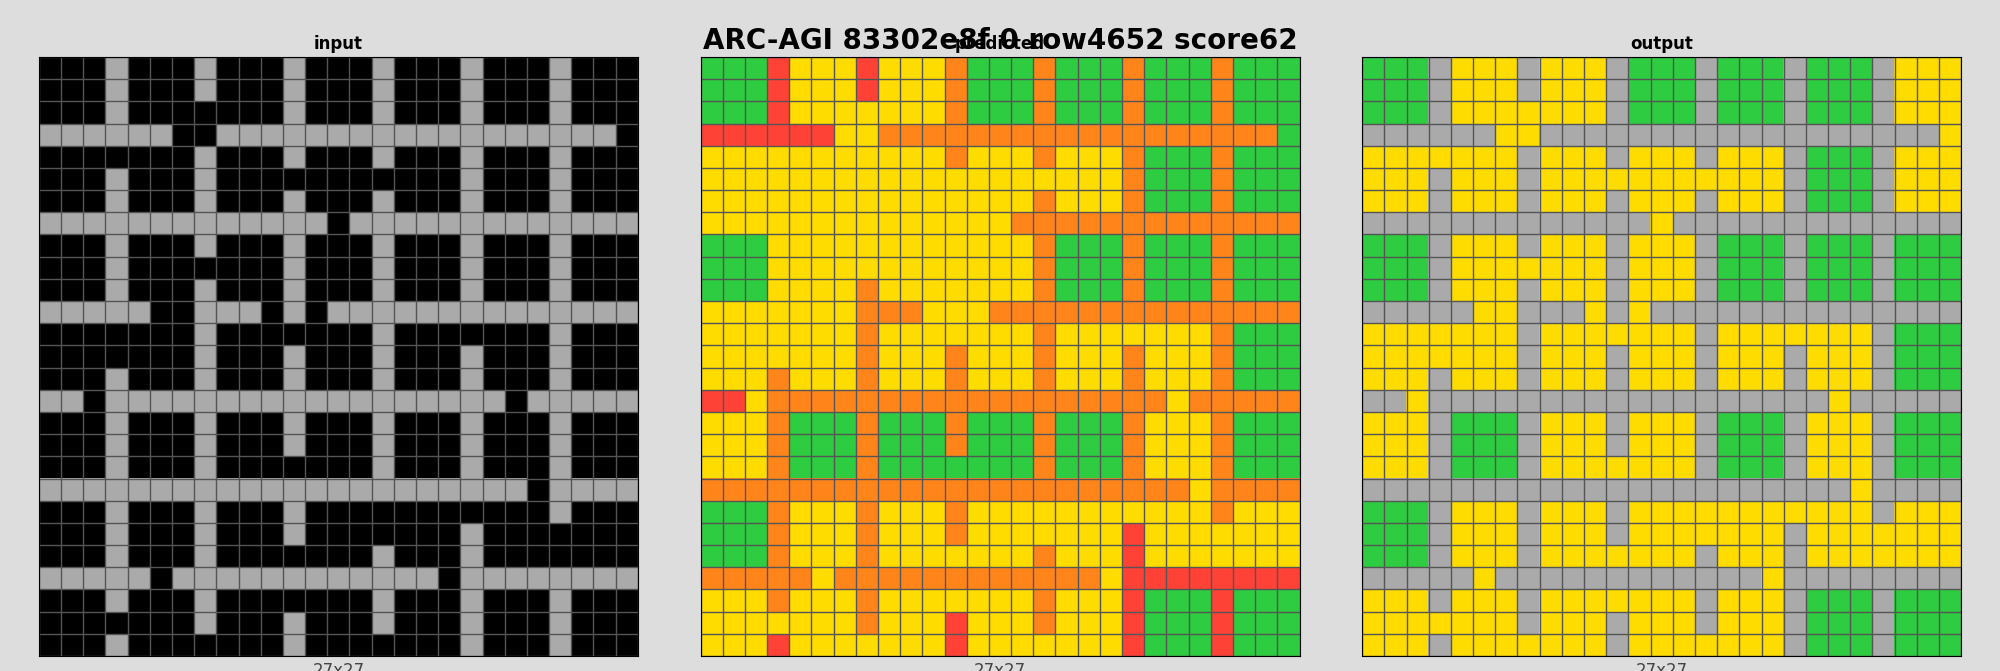 ARC-AGI 83302e8f 0 row4652 score62
input
predicted
output
27x27
27x27
27x27